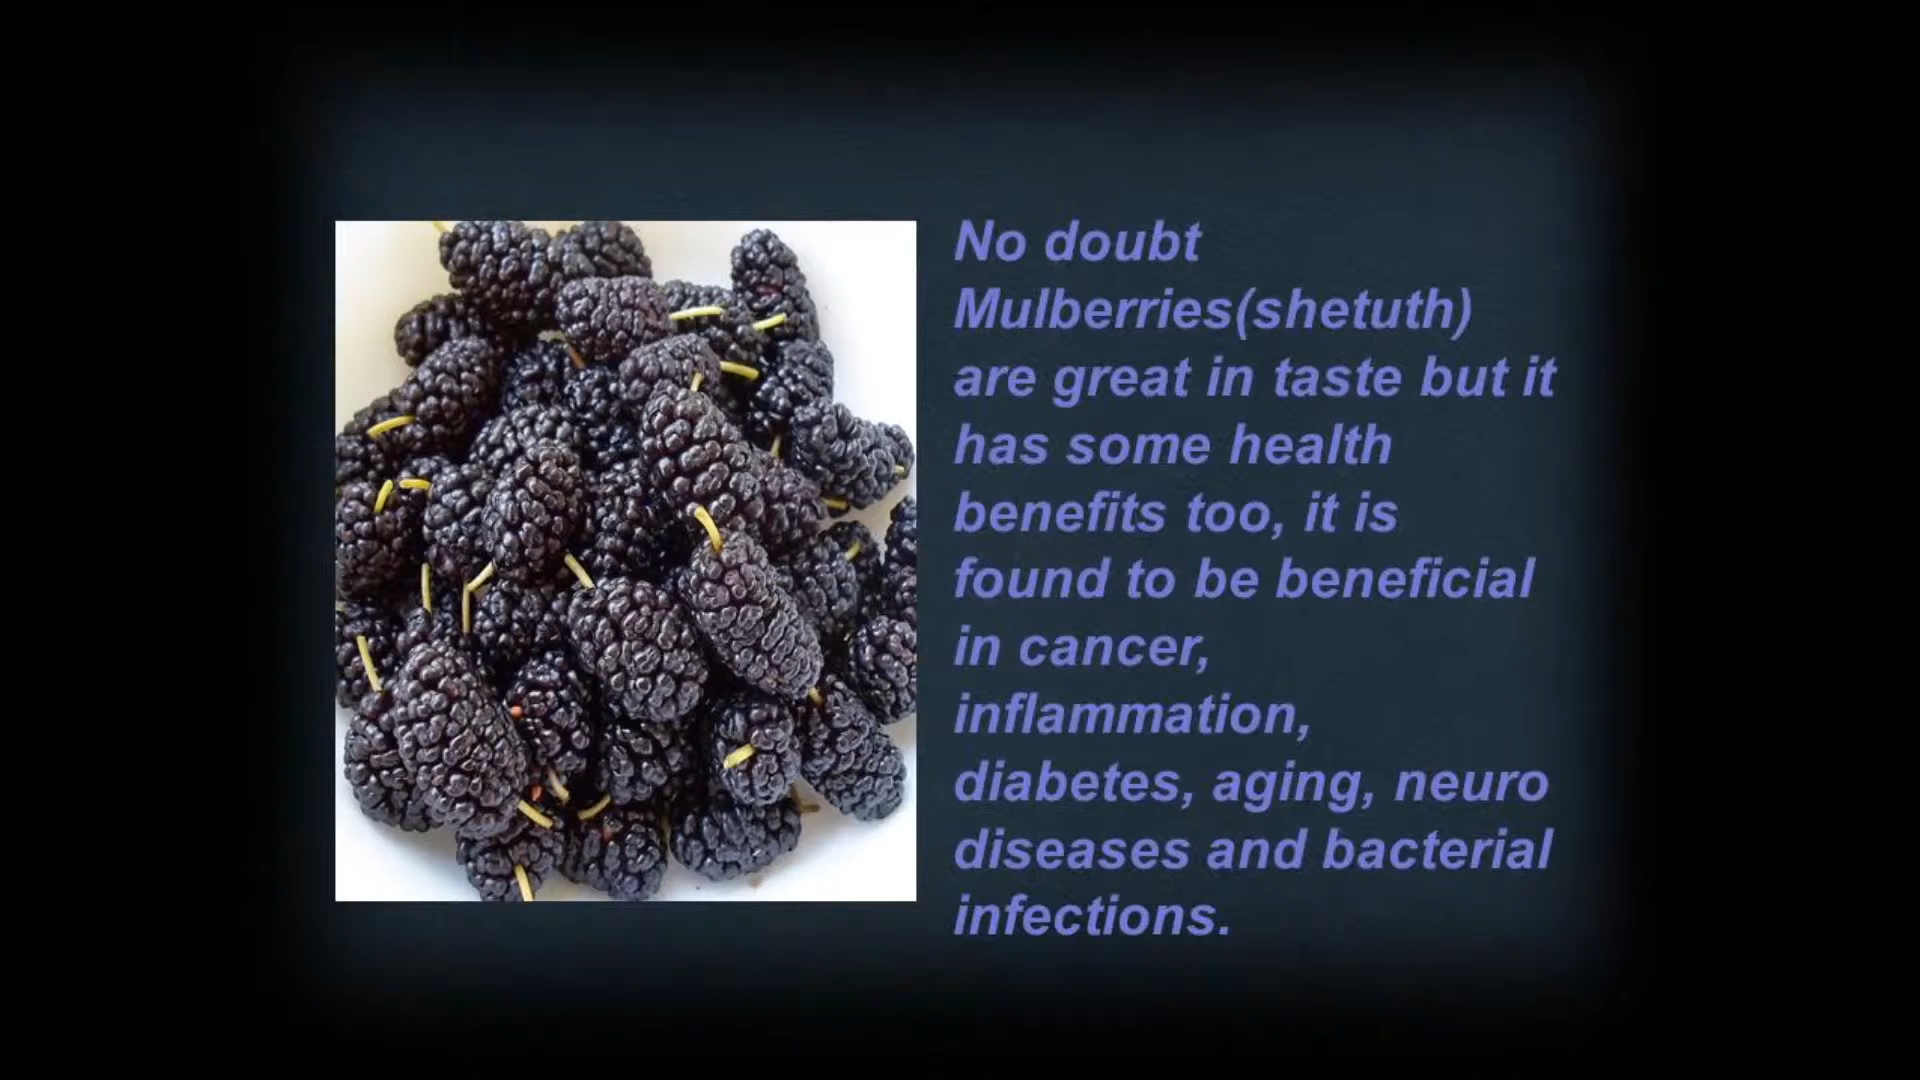 No doubt
Mulberries(shetuth)
are great in taste but it
has some health
benefits too, it is
found to be beneficial
in cancer,
inflammation,
diabetes, aging, neuro
diseases and bacterial
infections.